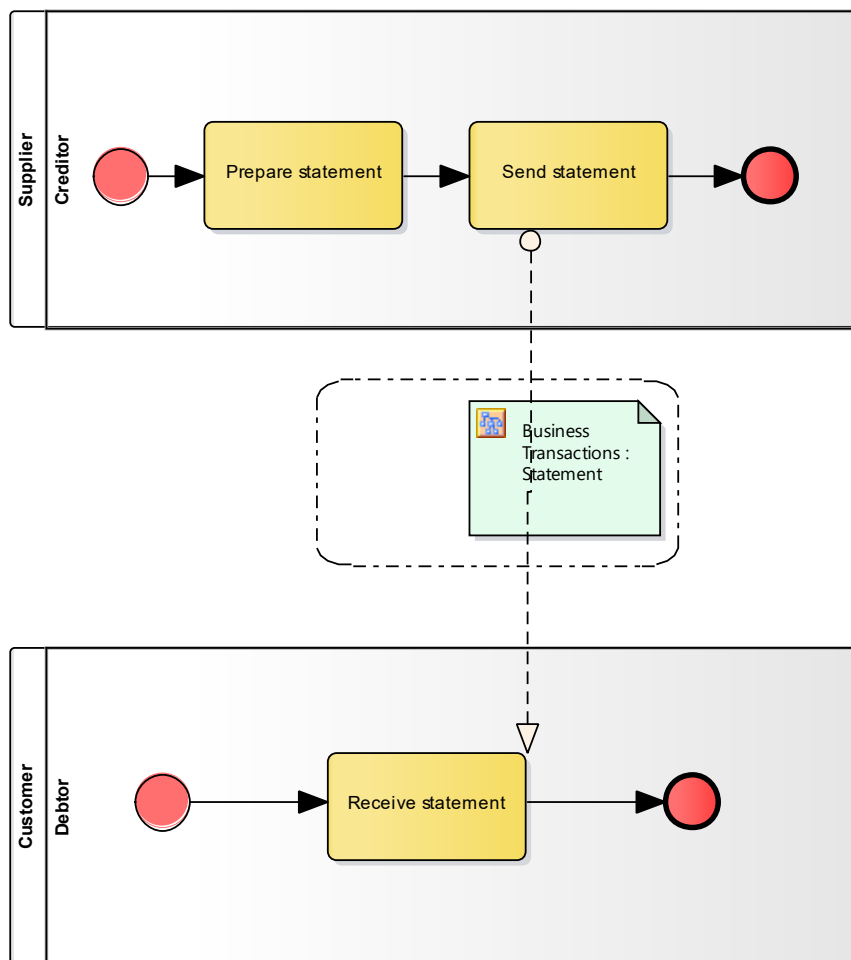 Supplier
Creditor
Prepare statement
Send statement
Business
Transactions :
Statement
Customer
Debtor
Receive statement